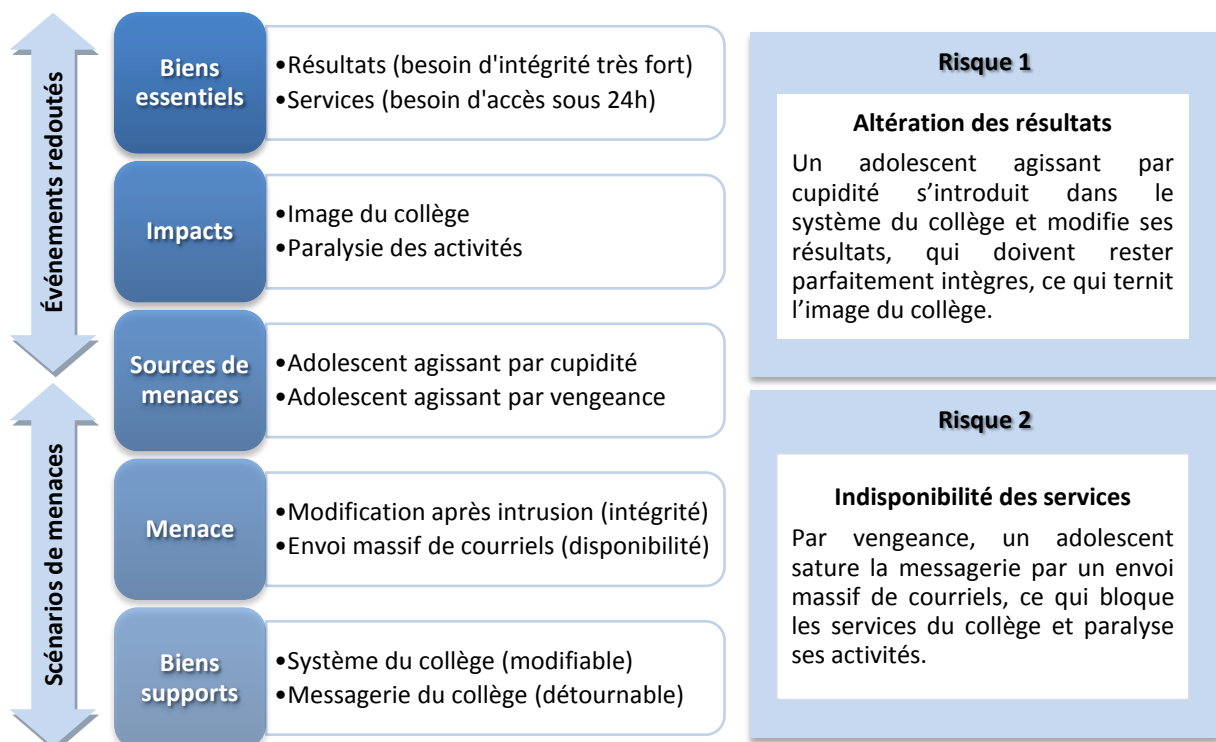 Événements redoutés
Scénarios de menaces
Biens
essentiels
•Résultats (besoin d'intégrité très fort)
•Services (besoin d'accès sous 24h)
Impacts
•Image du collège
•Paralysie des activités
Sources de
menaces
•Adolescent agissant par cupidité
•Adolescent agissant par vengeance
Menace
•Modification après intrusion (intégrité)
•Envoi massif de courriels (disponibilité)
Biens
supports
•Système du collège (modifiable)
•Messagerie du collège (détournable)
Risque 1
Altération des résultats
Un adolescent agissant par
cupidité s’introduit dans le
système du collège et modifie ses
résultats, qui doivent rester
parfaitement intègres, ce qui ternit
l’image du collège.
Risque 2
Indisponibilité des services
Par vengeance, un adolescent
sature la messagerie par un envoi
massif de courriels, ce qui bloque
les services du collège et paralyse
ses activités.